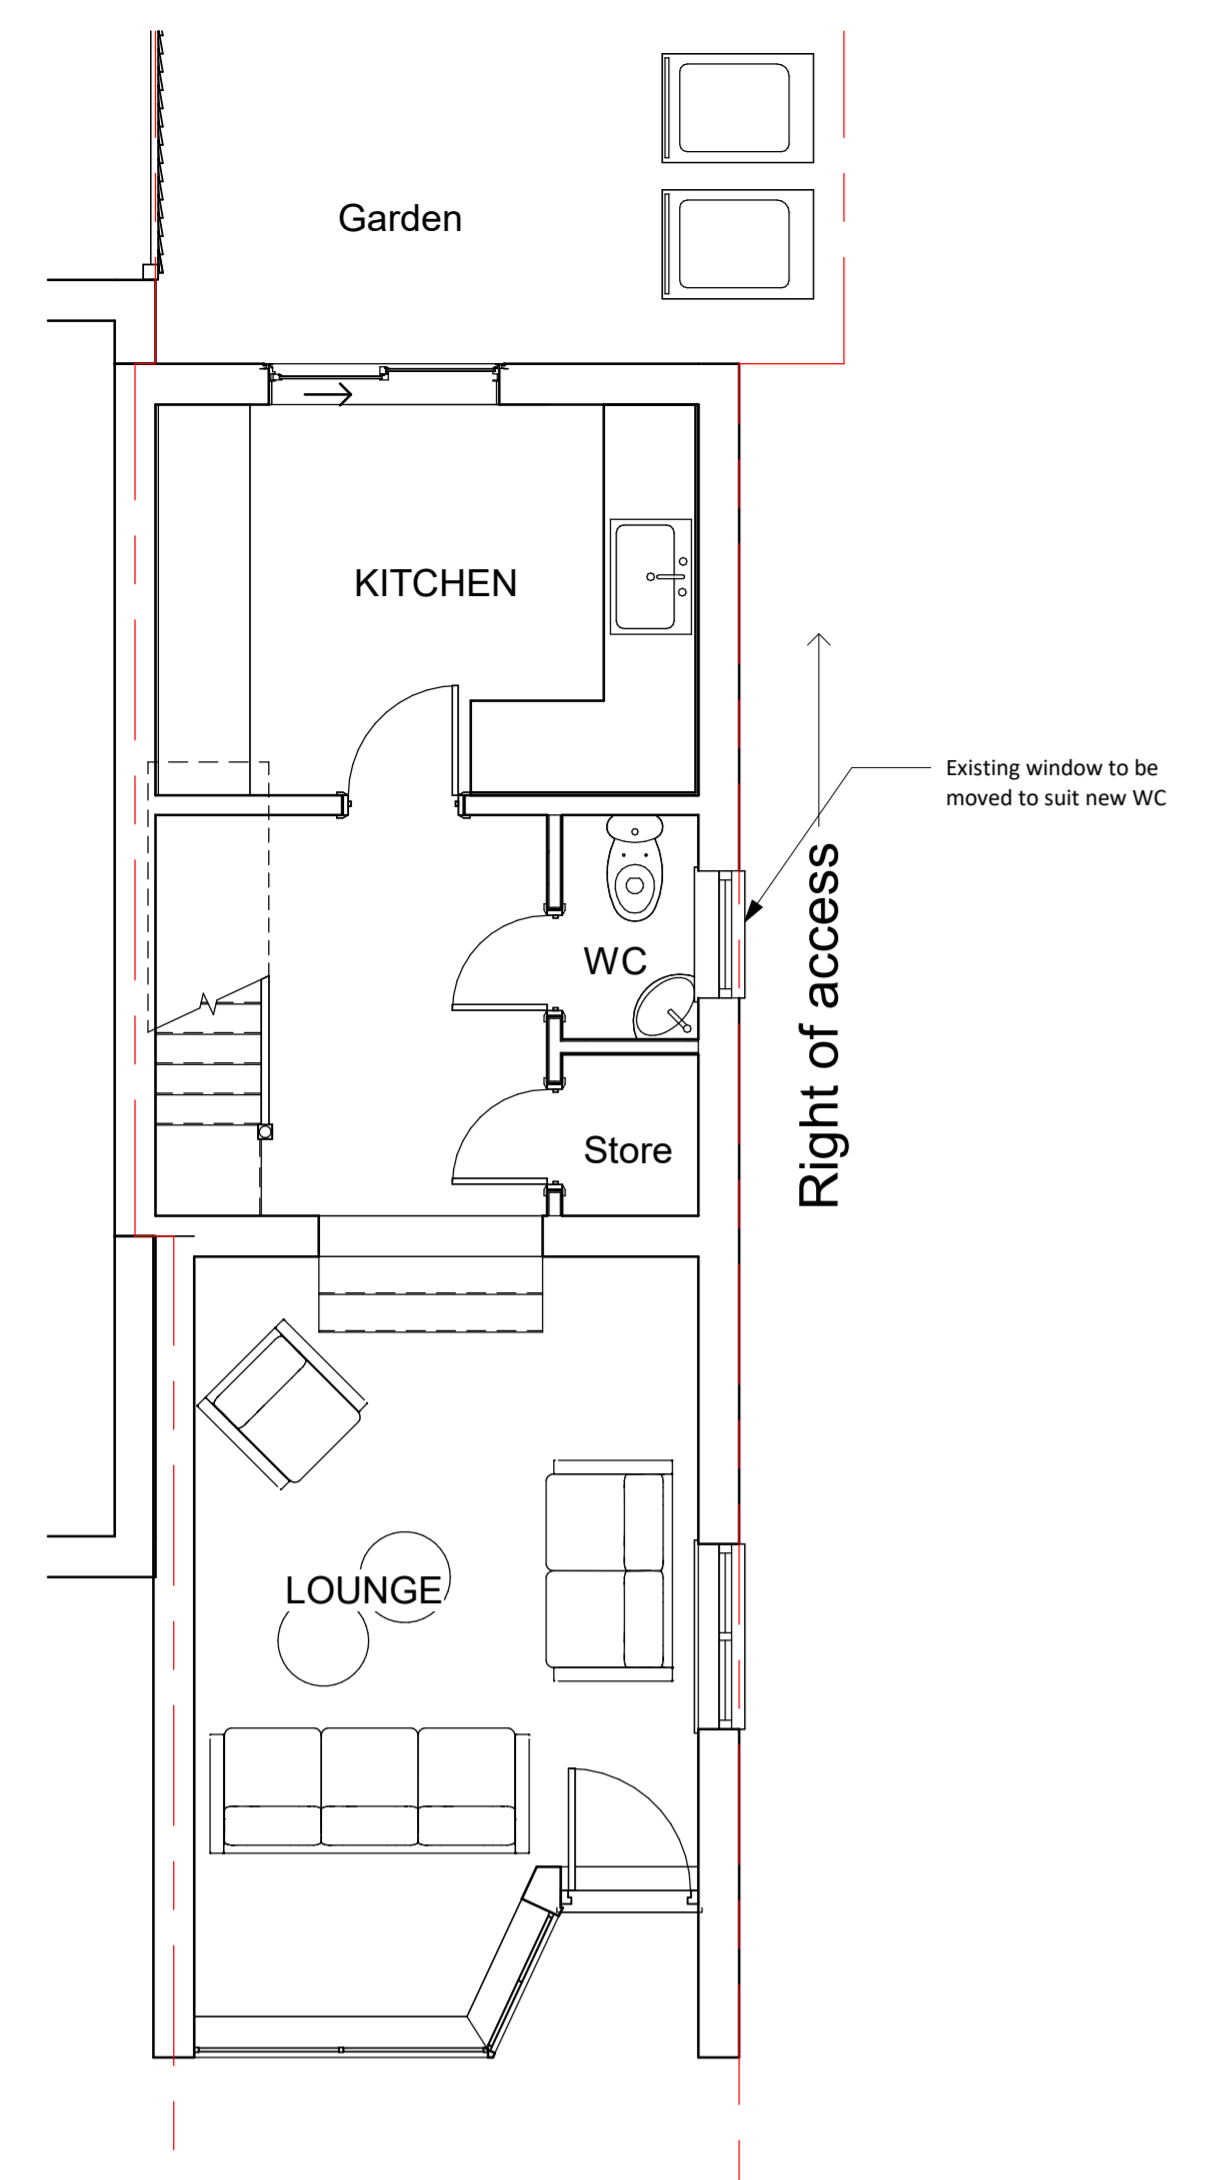 Garden
KITCHEN
Existing window to be
moved to suit new WC
Right of access
WC
Store
LOUNGE